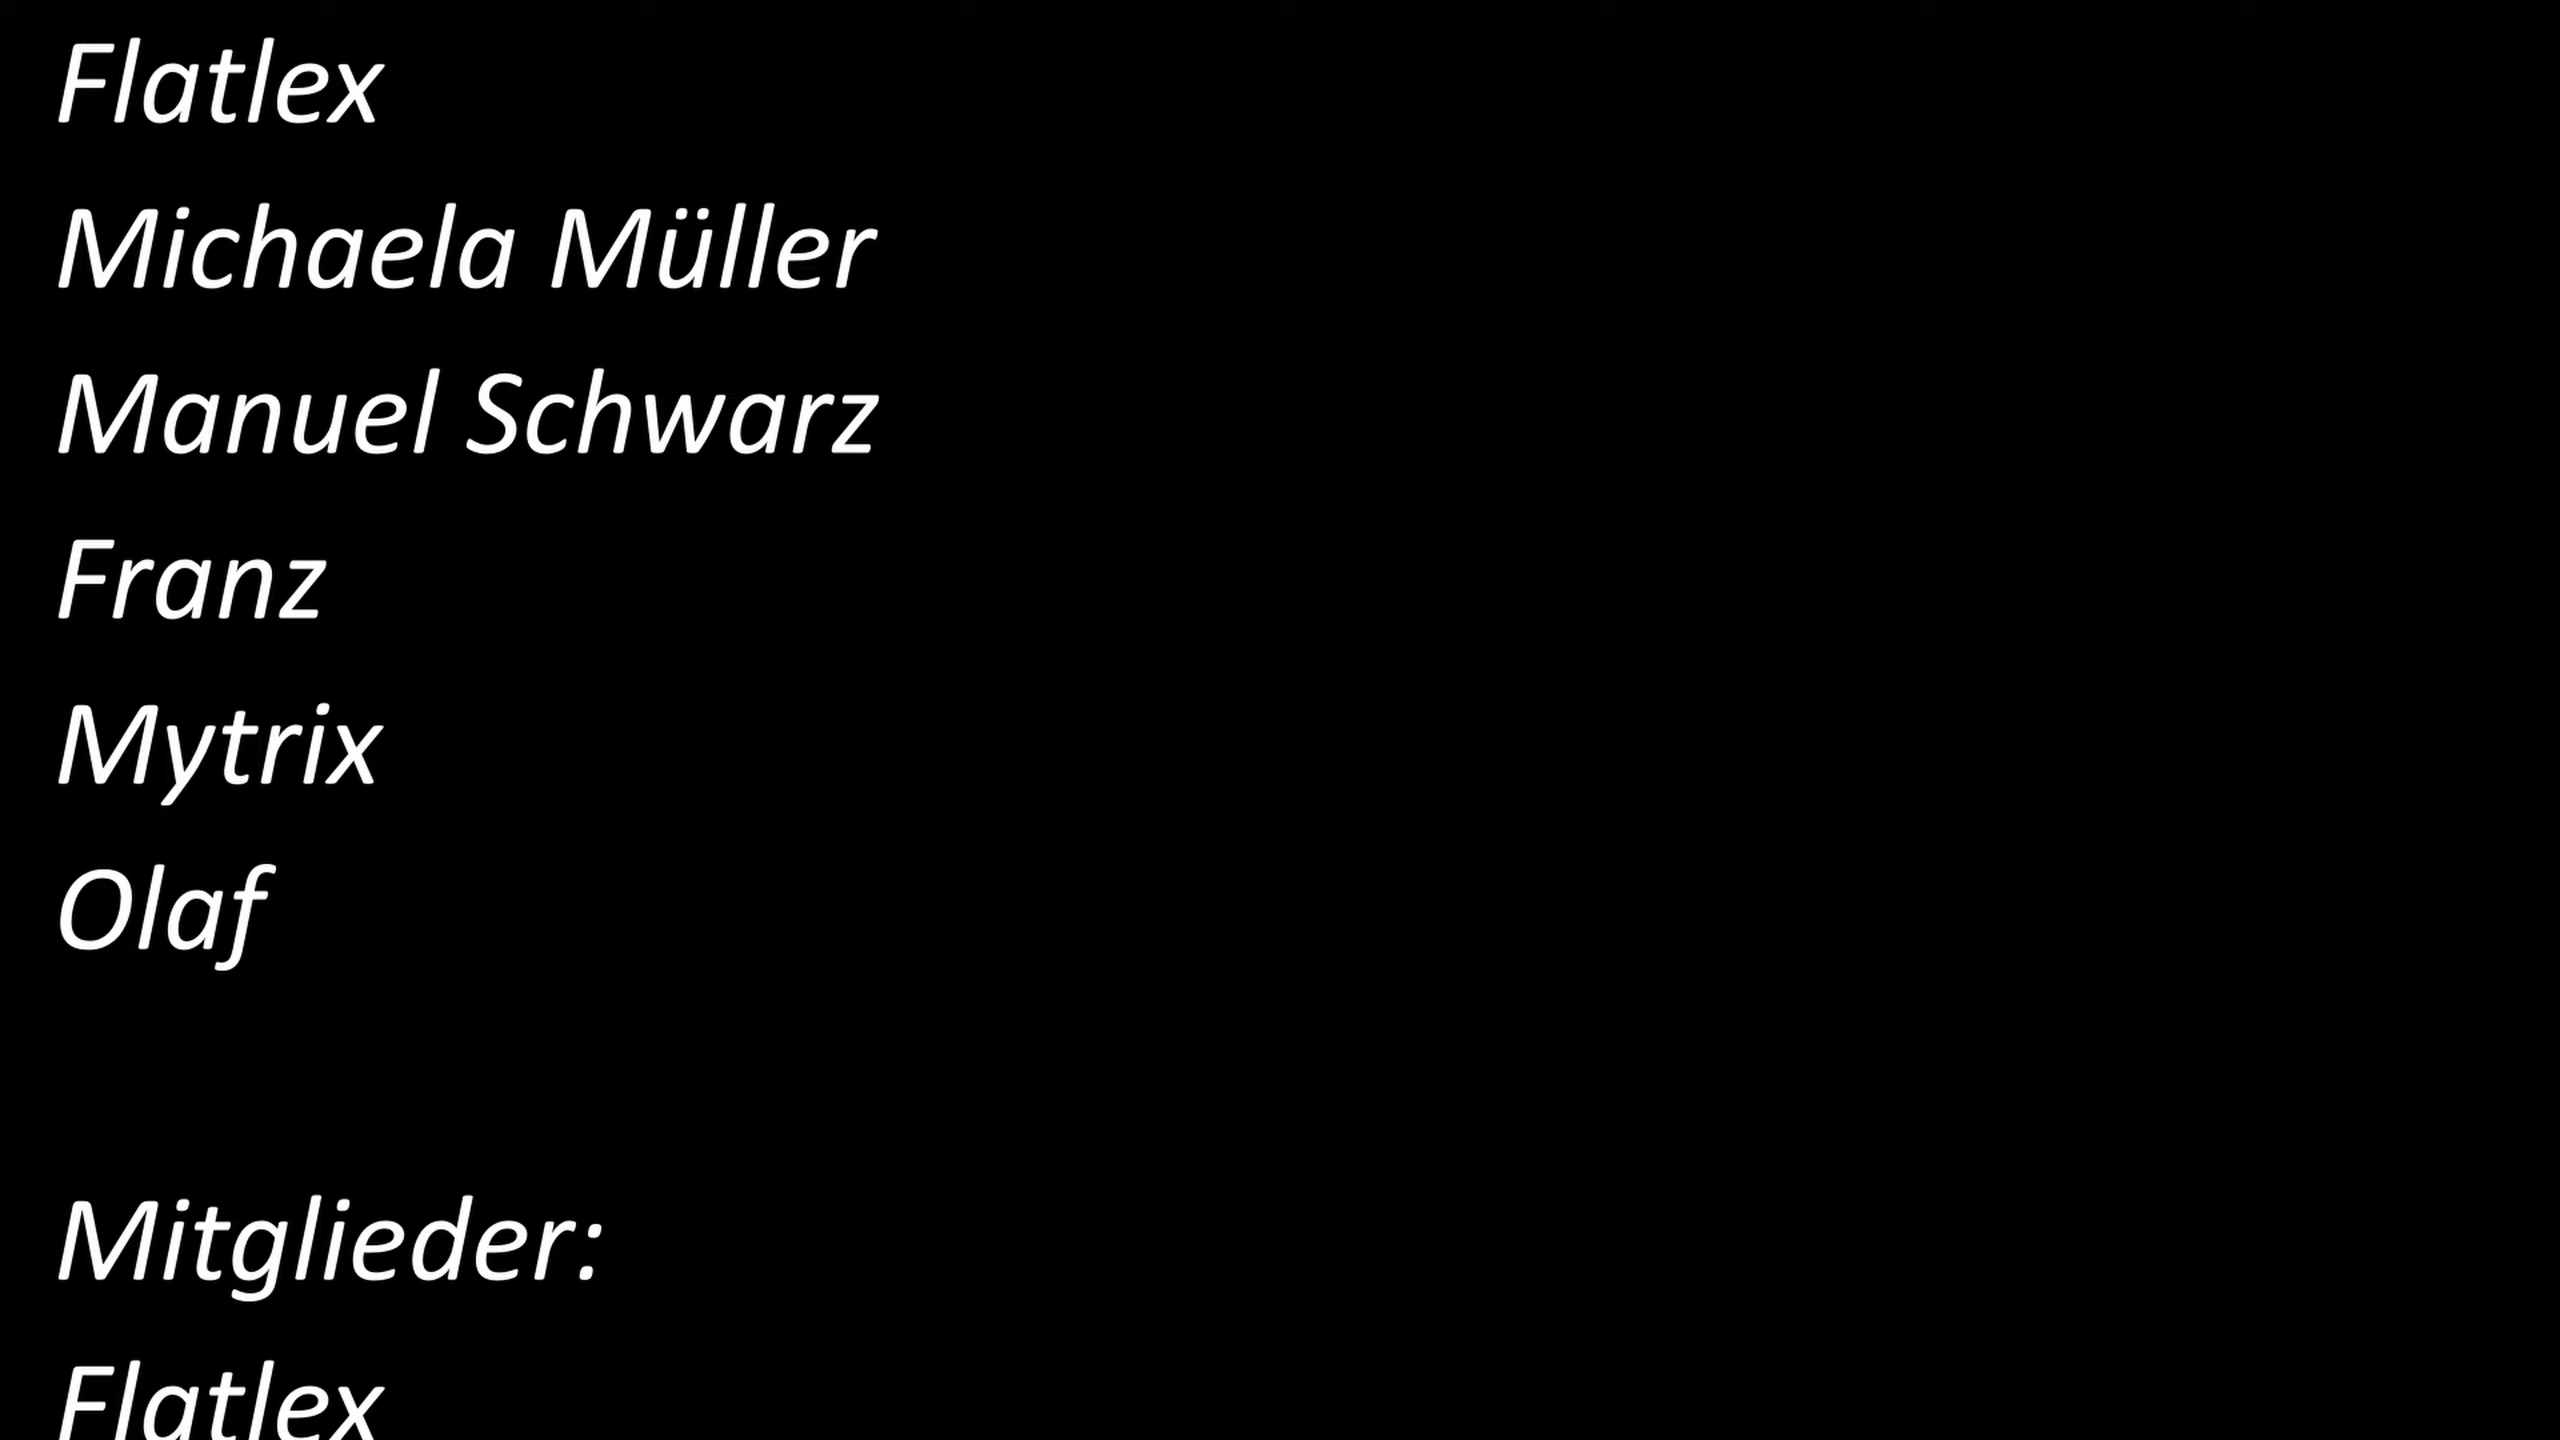 Flatlex
Michaela Müller
Manuel Schwarz
Franz
Mytrix
Olaf
Mitglieder:
Flatlex